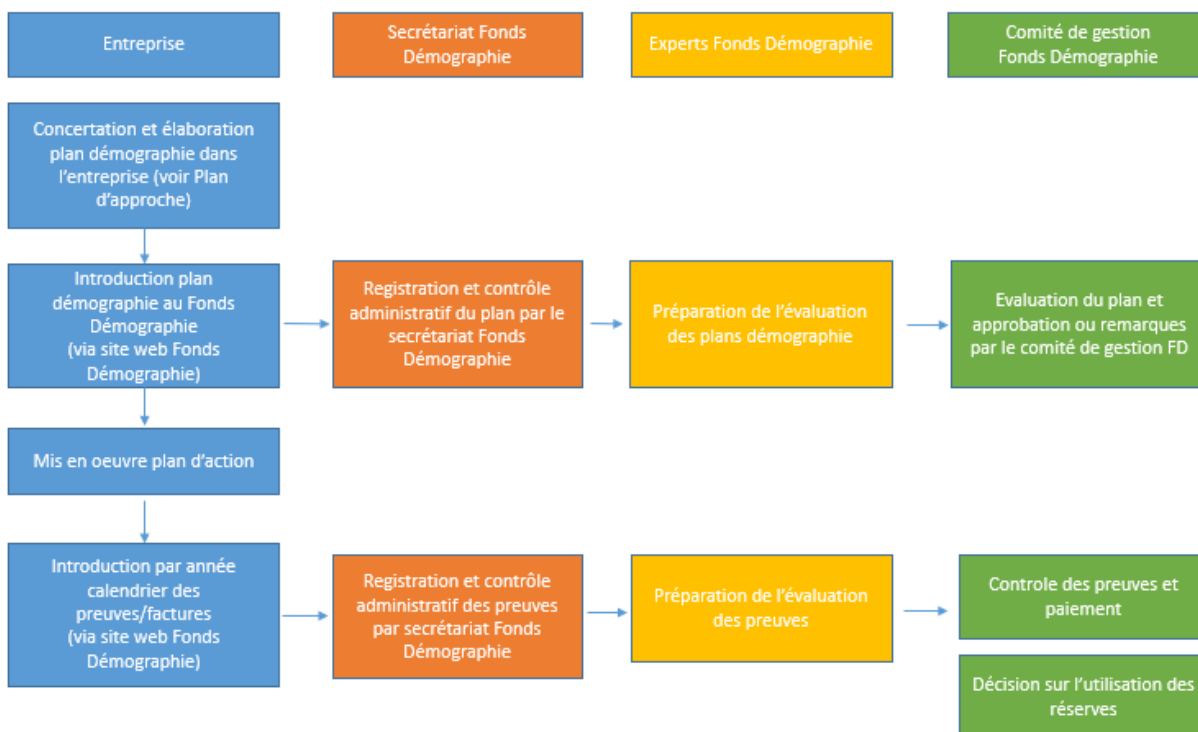 Entreprise
Secrétariat Fonds
Démographie
Experts Fonds Démographie
Comité de gestion
Fonds Démographie
Concertation et élaboration
plan démographie dans
l'entreprise (voir Plan
d'approche)
Introduction plan
démographie au Fonds
Démographie
(via site web Fonds
Démographie)
Registration et contrôle
administratif du plan par le
secrétariat Fonds
Démographie
Préparation de l'évaluation
des plans démographie
Evaluation du plan et
approbation ou remarques
par le comité de gestion FD
Mis en oeuvre plan d'action
Introduction par année
calendrier des
preuves/factures
(via site web Fonds
Démographie)
Registration et contrôle
administratif des preuves
par secrétariat Fonds
Démographie
Préparation de l'évaluation
des preuves
Controle des preuves et
paiement
Décision sur l'utilisation des
réserves